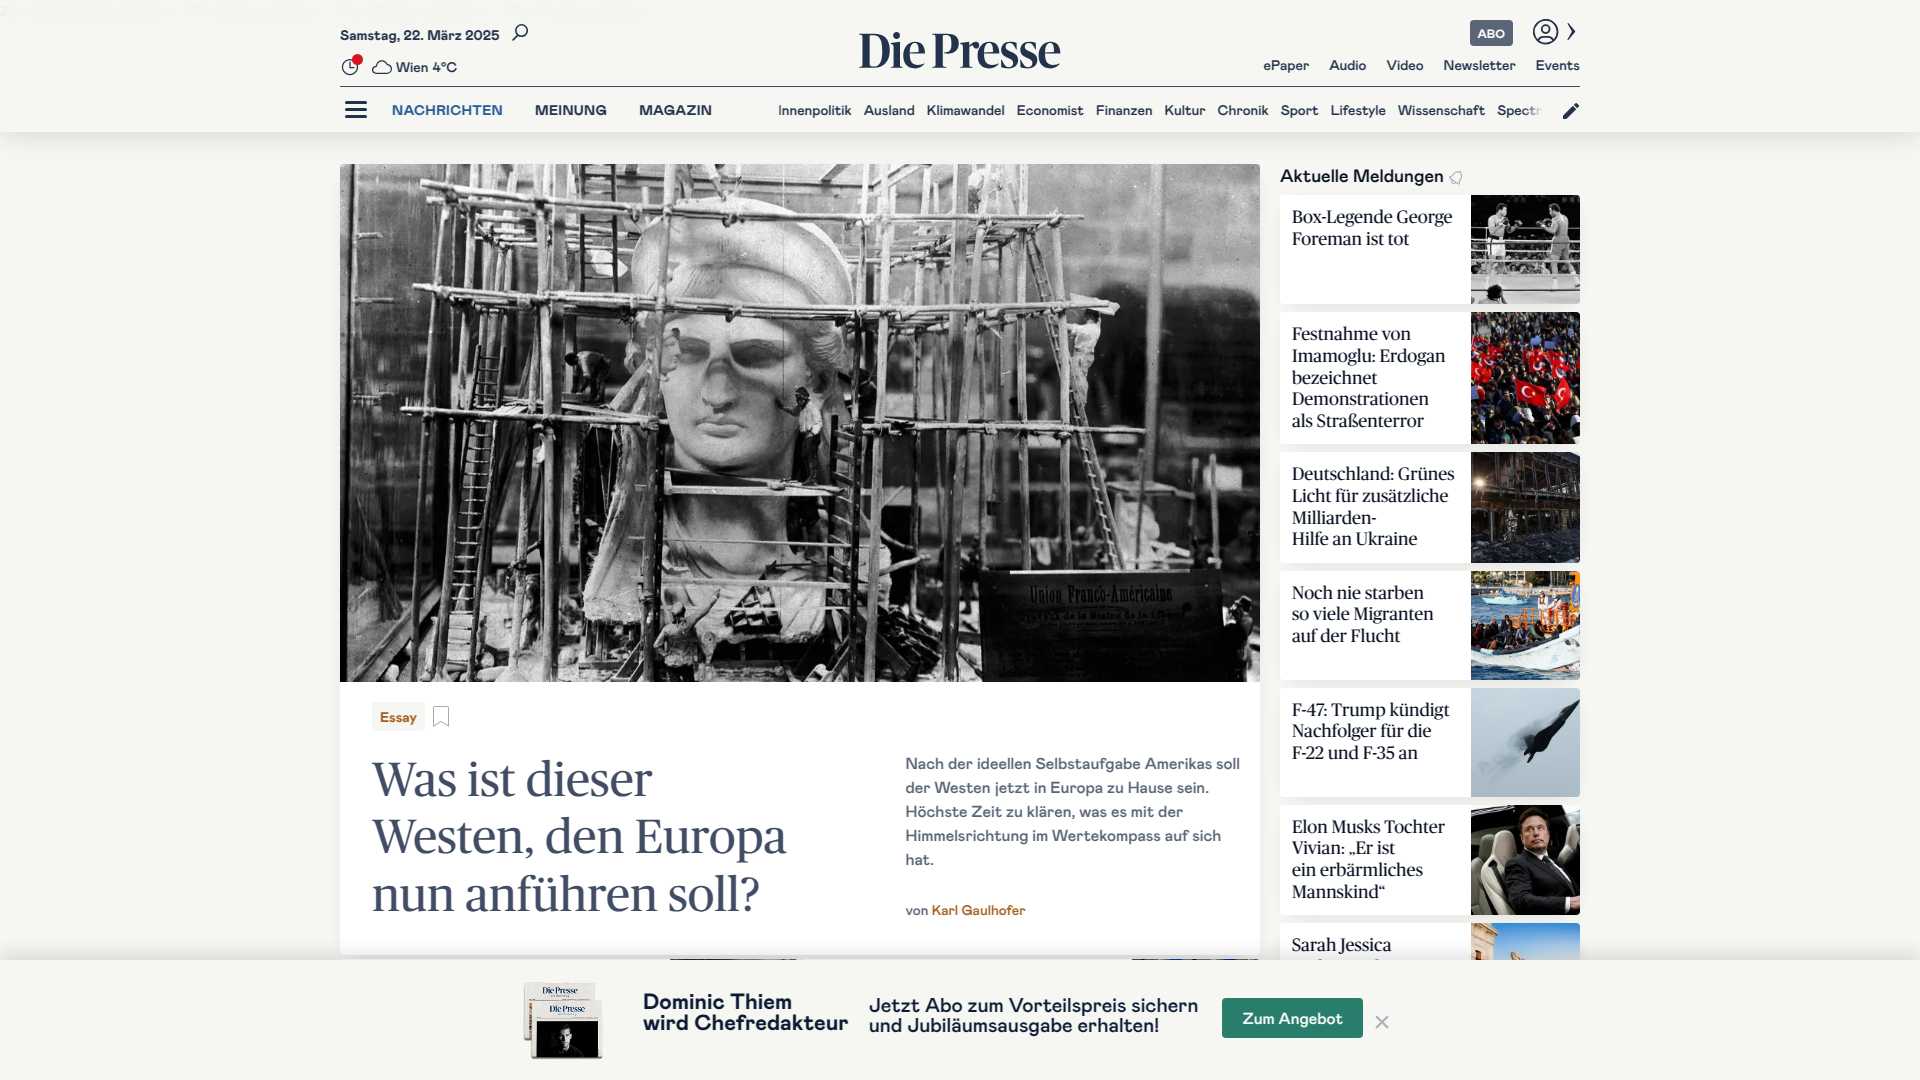 Samstag, 22. März 2025
Wien 4°C
Die Presse
ABO
ePaper Audio Video Newsletter Events
NACHRICHTEN MEINUNG MAGAZIN
Innenpolitik Ausland Klimawandel Economist Finanzen Kultur Chronik Sport Lifestyle Wissenschaft Spectr
Union Franco-Américaine
Essay
Was ist dieser
Westen, den Europa
nun anführen soll?
Nach der ideellen Selbstaufgabe Amerikas soll
der Westen jetzt in Europa zu Hause sein.
Höchste Zeit zu klären, was es mit der
Himmelsrichtung im Wertekompass auf sich
hat.
von Karl Gaulhofer
Aktuelle Meldungen
Box-Legende George
Foreman ist tot
Festnahme von
Imamoglu: Erdogan
bezeichnet
Demonstrationen
als Straßenterror
Deutschland: Grünes
Licht für zusätzliche
Milliarden-
Hilfe an Ukraine
Noch nie starben
so viele Migranten
auf der Flucht
F-47: Trump kündigt
Nachfolger für die
F-22 und F-35 an
Elon Musks Tochter
Vivian: „Er ist
ein erbärmliches
Mannskind“
Sarah Jessica
Die Presse
Die Presse
Dominic Thiem
wird Chefredakteur
Jetzt Abo zum Vorteilspreis sichern
und Jubiläumsausgabe erhalten!
Zum Angebot